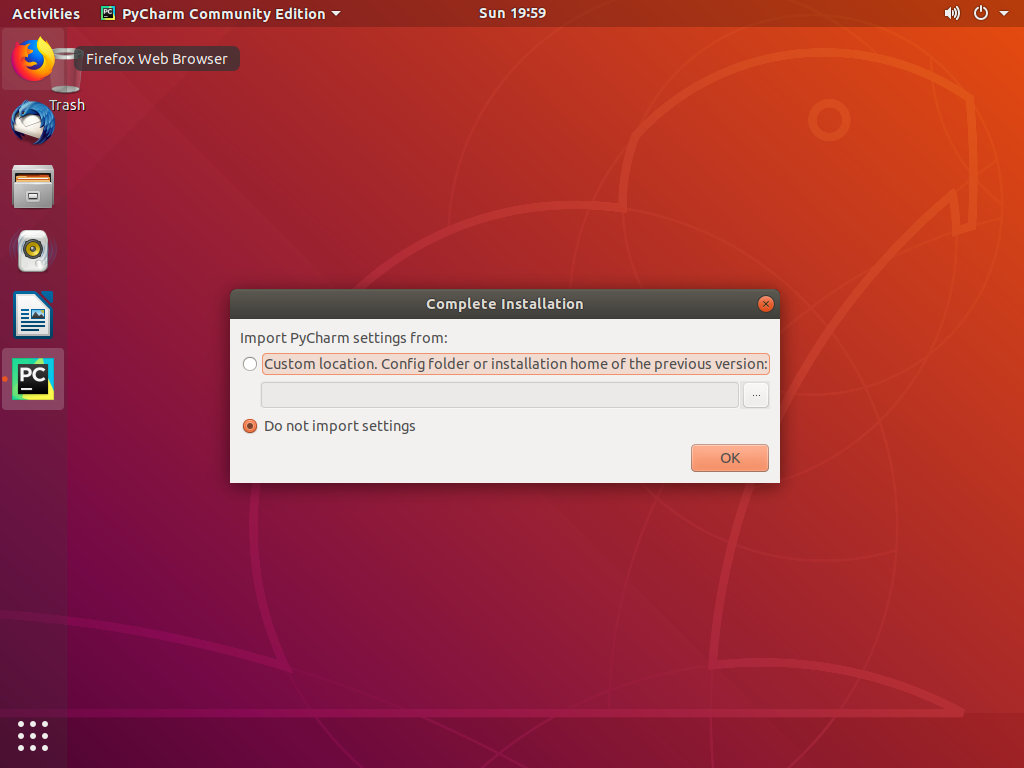 Activities PyCharm Community Edition Sun 19:59
Firefox Web Browser
Trash
Complete Installation
Import PyCharm settings from:
Custom location. Config folder or installation home of the previous version:
...
Do not import settings
OK
PC
PC